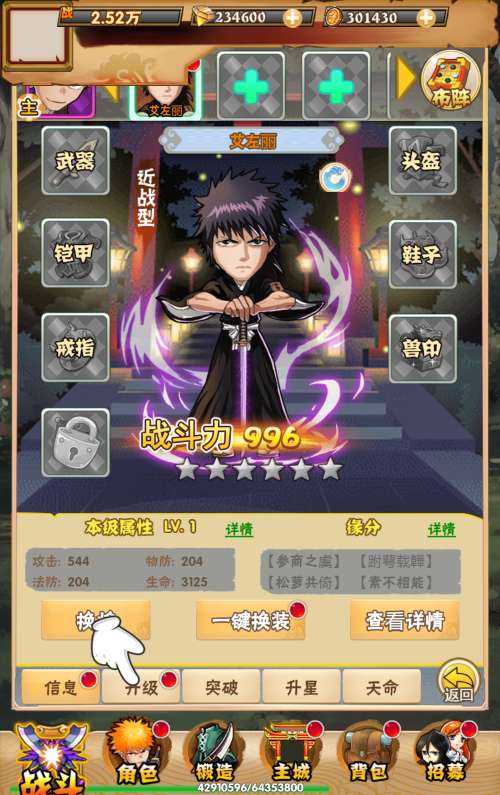 战 2.52万 234600 301430
主 艾左丽 布阵
艾左丽
近战型
武器 头盔
铠甲 鞋子
戒指 兽印
战斗力 996
本级属性 LV.1 详情 缘分 详情
攻击: 544 物防: 204 【参商之虞】
法防: 204 生命: 3125 【松萝共倚】 【素不相能】
一键换装 查看详情
信息 升级 突破 升星 天命 返回
战斗 角色 锻造 主城 背包 招募
42910596/64353800